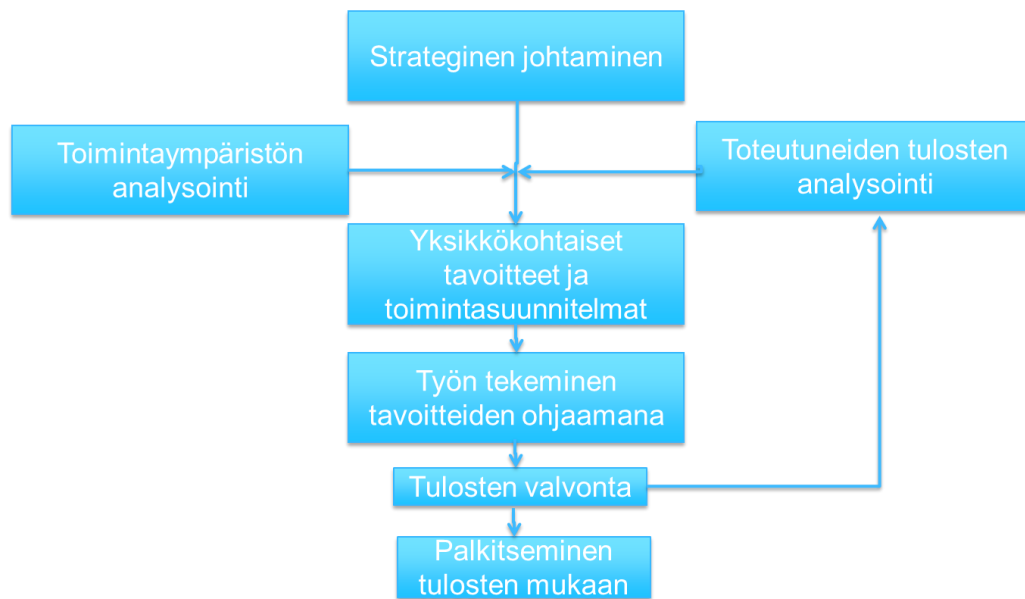 Strateginen johtaminen
Toimintaympäristön
analysointi
Toteutuneiden tulosten
analysointi
Yksikkökohtaiset
tavoitteet ja
toimintasuunnitelmat
Työn tekeminen
tavoitteiden ohjaamana
Tulosten valvonta
Palkitseminen
tulosten mukaan